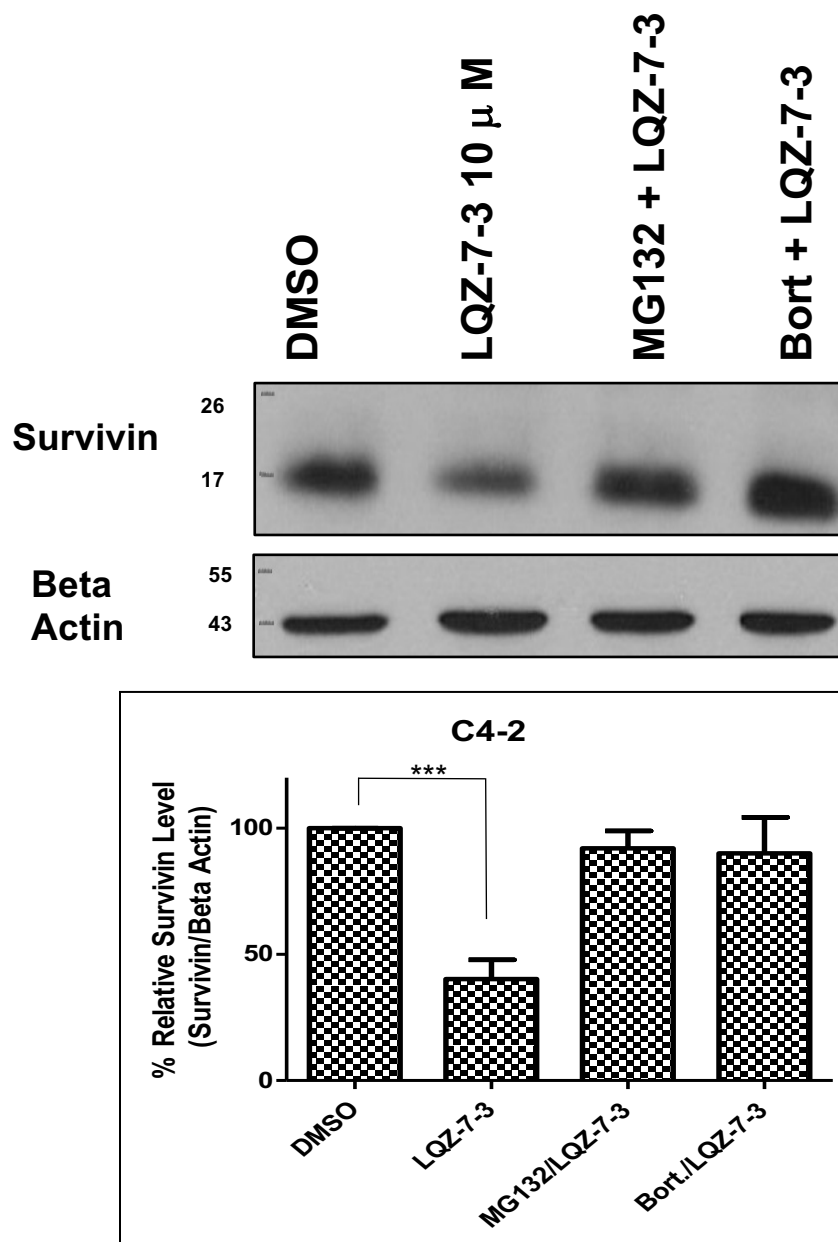 DMSO
LQZ-7-3 10 μ M
MG132 + LQZ-7-3
Bort + LQZ-7-3
Survivin
26
17
Beta
Actin
55
43
C4-2
***
% Relative Survivin Level
(Survivin/Beta Actin)
100
50
0
DMSO
LQZ-7-3
MG132/LQZ-7-3
Bort./LQZ-7-3